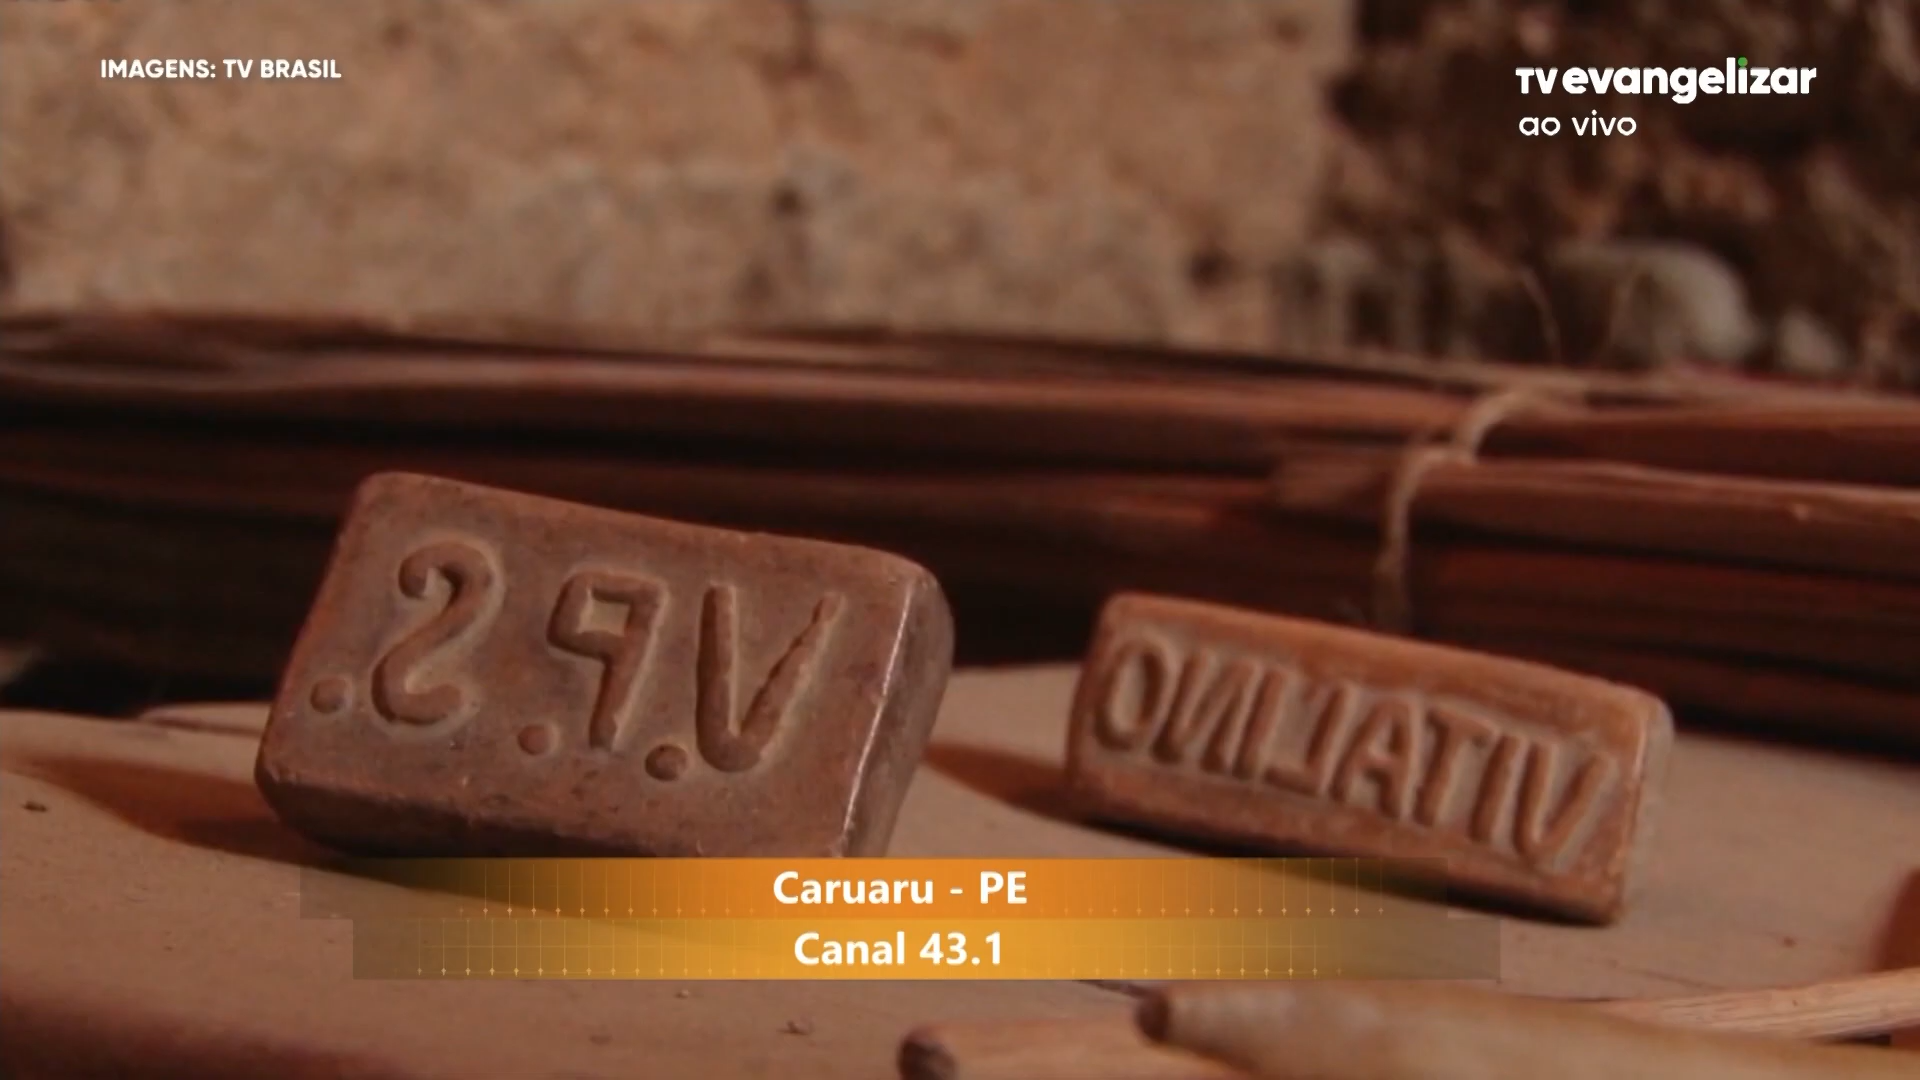 IMAGENS: TV BRASIL
TV evangelizar
ao vivo
V.P.S.
VITALINO
Caruaru - PE
Canal 43.1